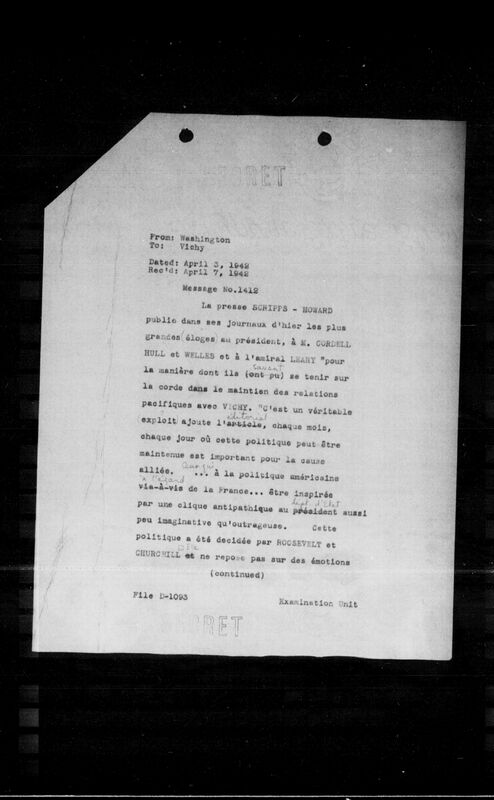 SECRET
From: Washington
To: Vichy
Dated: April 3, 1942
Rec'd: April 7, 1942
Message No.1412
La presse SCRIPPS - HOWARD
publie dans ses journaux d'hier les plus
grandes (éloges) au président, à M. CORDELL
HULL et WELLES et à l'amiral LEAHY "pour
savent
la manière dont ils (ont pu) se tenir sur
la corde dans le maintien des relations
pacifiques avec VICHY. "C'est un véritable
éditorial
exploit ajoute l'article, chaque mois,
chaque jour où cette politique peut être
maintenue est important pour la cause
alliée. ... à la politique américaine
à l'égard
vis-à-vis de la France... être inspirée
dept. d'Etat
par une clique antipathique au président aussi
peu imaginative qu'outrageuse. Cette
politique a été decidée par ROOSEVELT et
CHURCHILL et ne repose pas sur des émotions
(continued)
File D-1093
Examination Unit
SECRET